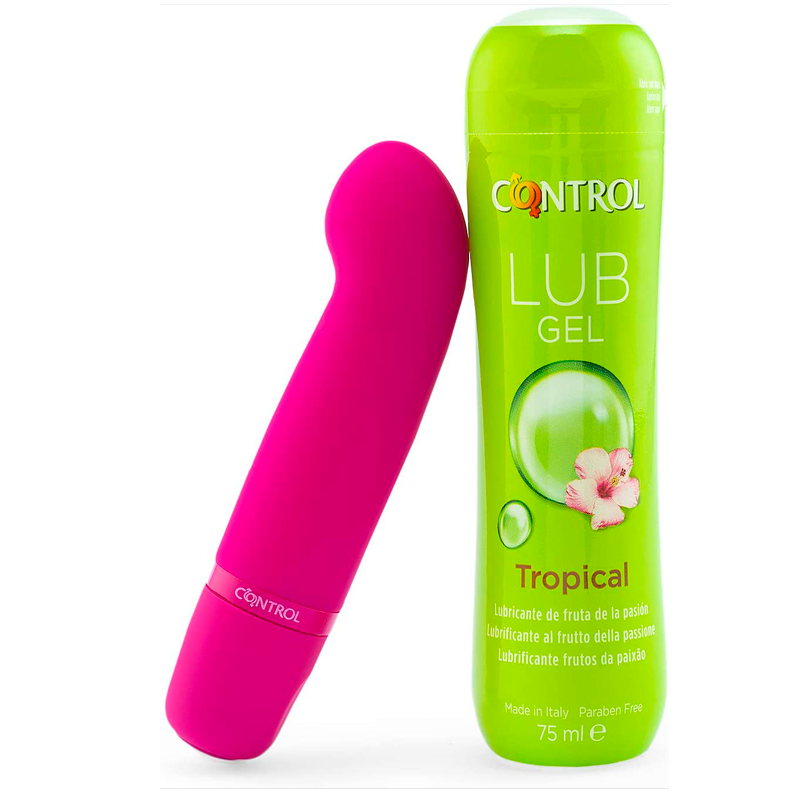 CONTROL
LUB
GEL
Tropical
Lubricante de fruta de la pasión
Lubrificante al frutto della passione
Lubrificante frutos da paixão
Made in Italy Paraben Free
75 ml ℮
CONTROL